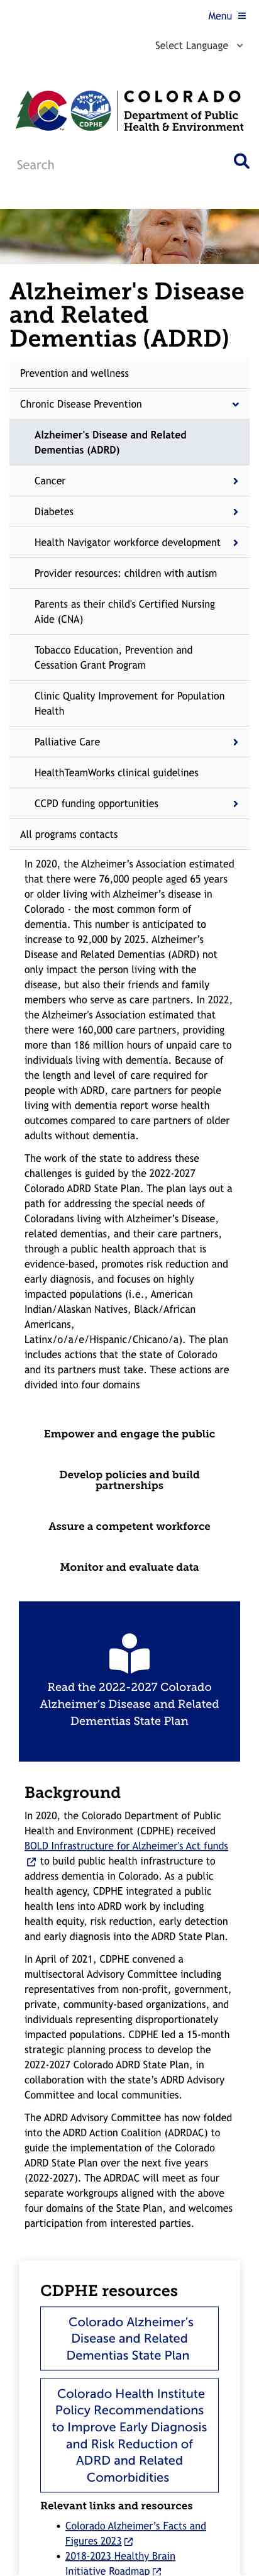 Menu
Select Language
CDPHE
COLORADO
Department of Public
Health & Environment
Search
Alzheimer's Disease
and Related
Dementias (ADRD)
Prevention and wellness
Chronic Disease Prevention
Alzheimer's Disease and Related
Dementias (ADRD)
Cancer
Diabetes
Health Navigator workforce development
Provider resources: children with autism
Parents as their child's Certified Nursing
Aide (CNA)
Tobacco Education, Prevention and
Cessation Grant Program
Clinic Quality Improvement for Population
Health
Palliative Care
HealthTeamWorks clinical guidelines
CCPD funding opportunities
All programs contacts
In 2020, the Alzheimer's Association estimated
that there were 76,000 people aged 65 years
or older living with Alzheimer's disease in
Colorado - the most common form of
dementia. This number is anticipated to
increase to 92,000 by 2025. Alzheimer's
Disease and Related Dementias (ADRD) not
only impact the person living with the
disease, but also their friends and family
members who serve as care partners. In 2022,
the Alzheimer's Association estimated that
there were 160,000 care partners, providing
more than 186 million hours of unpaid care to
individuals living with dementia. Because of
the length and level of care required for
people with ADRD, care partners for people
living with dementia report worse health
outcomes compared to care partners of older
adults without dementia.
The work of the state to address these
challenges is guided by the 2022-2027
Colorado ADRD State Plan. The plan lays out a
path for addressing the special needs of
Coloradans living with Alzheimer's Disease,
related dementias, and their care partners,
through a public health approach that is
evidence-based, promotes risk reduction and
early diagnosis, and focuses on highly
impacted populations (i.e., American
Indian/Alaskan Natives, Black/African
Americans,
Latinx/o/a/e/Hispanic/Chicano/a). The plan
includes actions that the state of Colorado
and its partners must take. These actions are
divided into four domains
Empower and engage the public
Develop policies and build
partnerships
Assure a competent workforce
Monitor and evaluate data
Read the 2022-2027 Colorado
Alzheimer's Disease and Related
Dementias State Plan
Background
In 2020, the Colorado Department of Public
Health and Environment (CDPHE) received
BOLD Infrastructure for Alzheimer's Act funds
to build public health infrastructure to
address dementia in Colorado. As a public
health agency, CDPHE integrated a public
health lens into ADRD work by including
health equity, risk reduction, early detection
and early diagnosis into the ADRD State Plan.
In April of 2021, CDPHE convened a
multisectoral Advisory Committee including
representatives from non-profit, government,
private, community-based organizations, and
individuals representing disproportionately
impacted populations. CDPHE led a 15-month
strategic planning process to develop the
2022-2027 Colorado ADRD State Plan, in
collaboration with the state's ADRD Advisory
Committee and local communities.
The ADRD Advisory Committee has now folded
into the ADRD Action Coalition (ADRDAC) to
guide the implementation of the Colorado
ADRD State Plan over the next five years
(2022-2027). The ADRDAC will meet as four
separate workgroups aligned with the above
four domains of the State Plan, and welcomes
participation from interested parties.
CDPHE resources
Colorado Alzheimer's
Disease and Related
Dementias State Plan
Colorado Health Institute
Policy Recommendations
to Improve Early Diagnosis
and Risk Reduction of
ADRD and Related
Comorbidities
Relevant links and resources
• Colorado Alzheimer's Facts and
Figures 2023
• 2018-2023 Healthy Brain
Initiative Roadmap